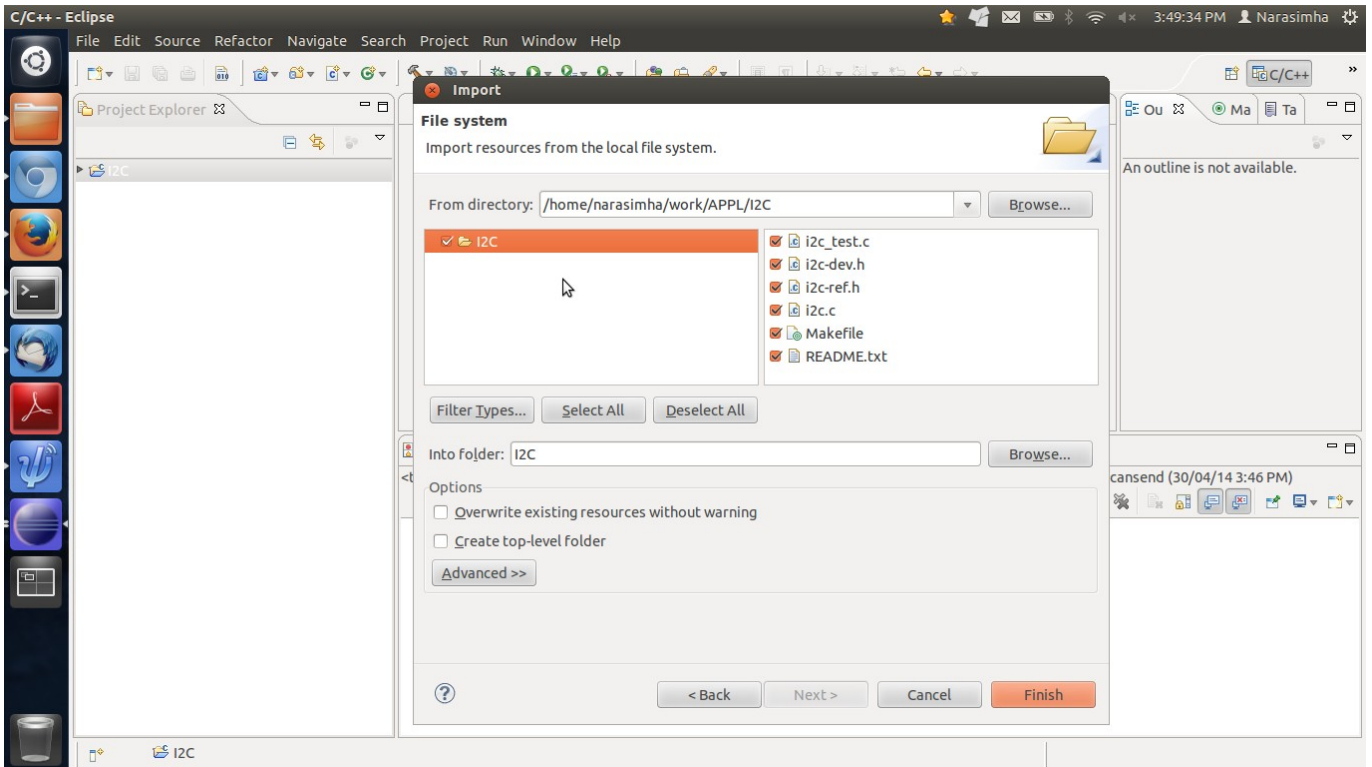 C/C++ - Eclipse
3:49:34 PM Narasimha
File Edit Source Refactor Navigate Search Project Run Window Help
C/C++
Import
Project Explorer
File system
Import resources from the local file system.
Ou Ma Ta
I2C
An outline is not available.
From directory: /home/narasimha/work/APPL/I2C Browse...
I2C
i2c_test.c
i2c-dev.h
i2c-ref.h
i2c.c
Makefile
README.txt
Filter Types... Select All Deselect All
Into folder: I2C Browse...
<t
cansend (30/04/14 3:46 PM)
Options
Overwrite existing resources without warning
Create top-level folder
Advanced >>
< Back Next > Cancel Finish
I2C